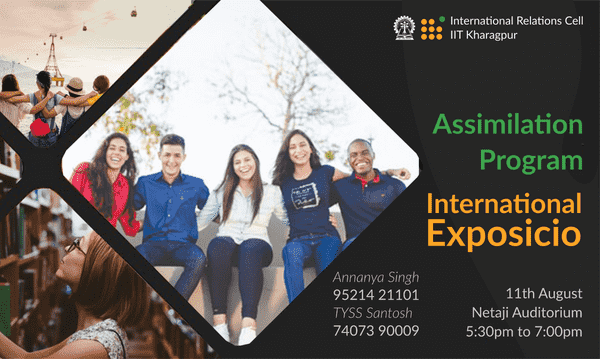 International Relations Cell
IIT Kharagpur
Assimilation
Program
International
Exposicio
Annanya Singh
95214 21101
TYSS Santosh
74073 90009
11th August
Netaji Auditorium
5:30pm to 7:00pm